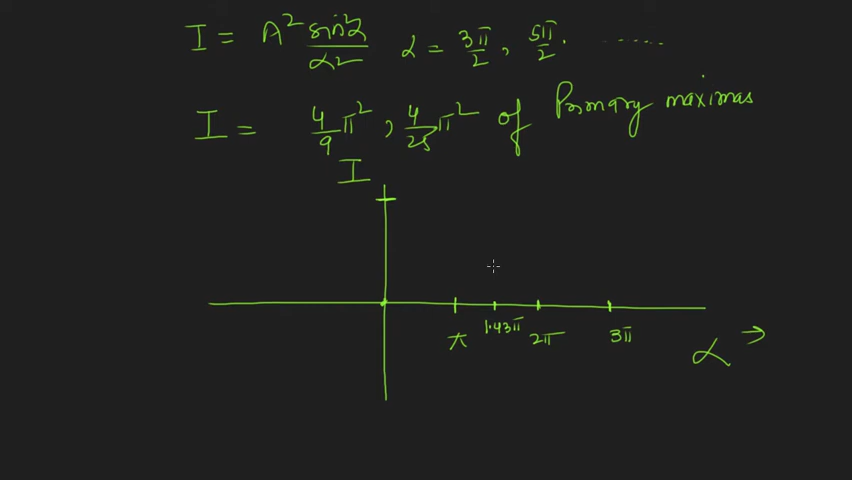 I = A² sin²α/α² α = 3π/2, 5π/2. ......
I = 4/9 π², 4/25 π² of Primary maximas
I
π 1.43π 2π 3π
α →